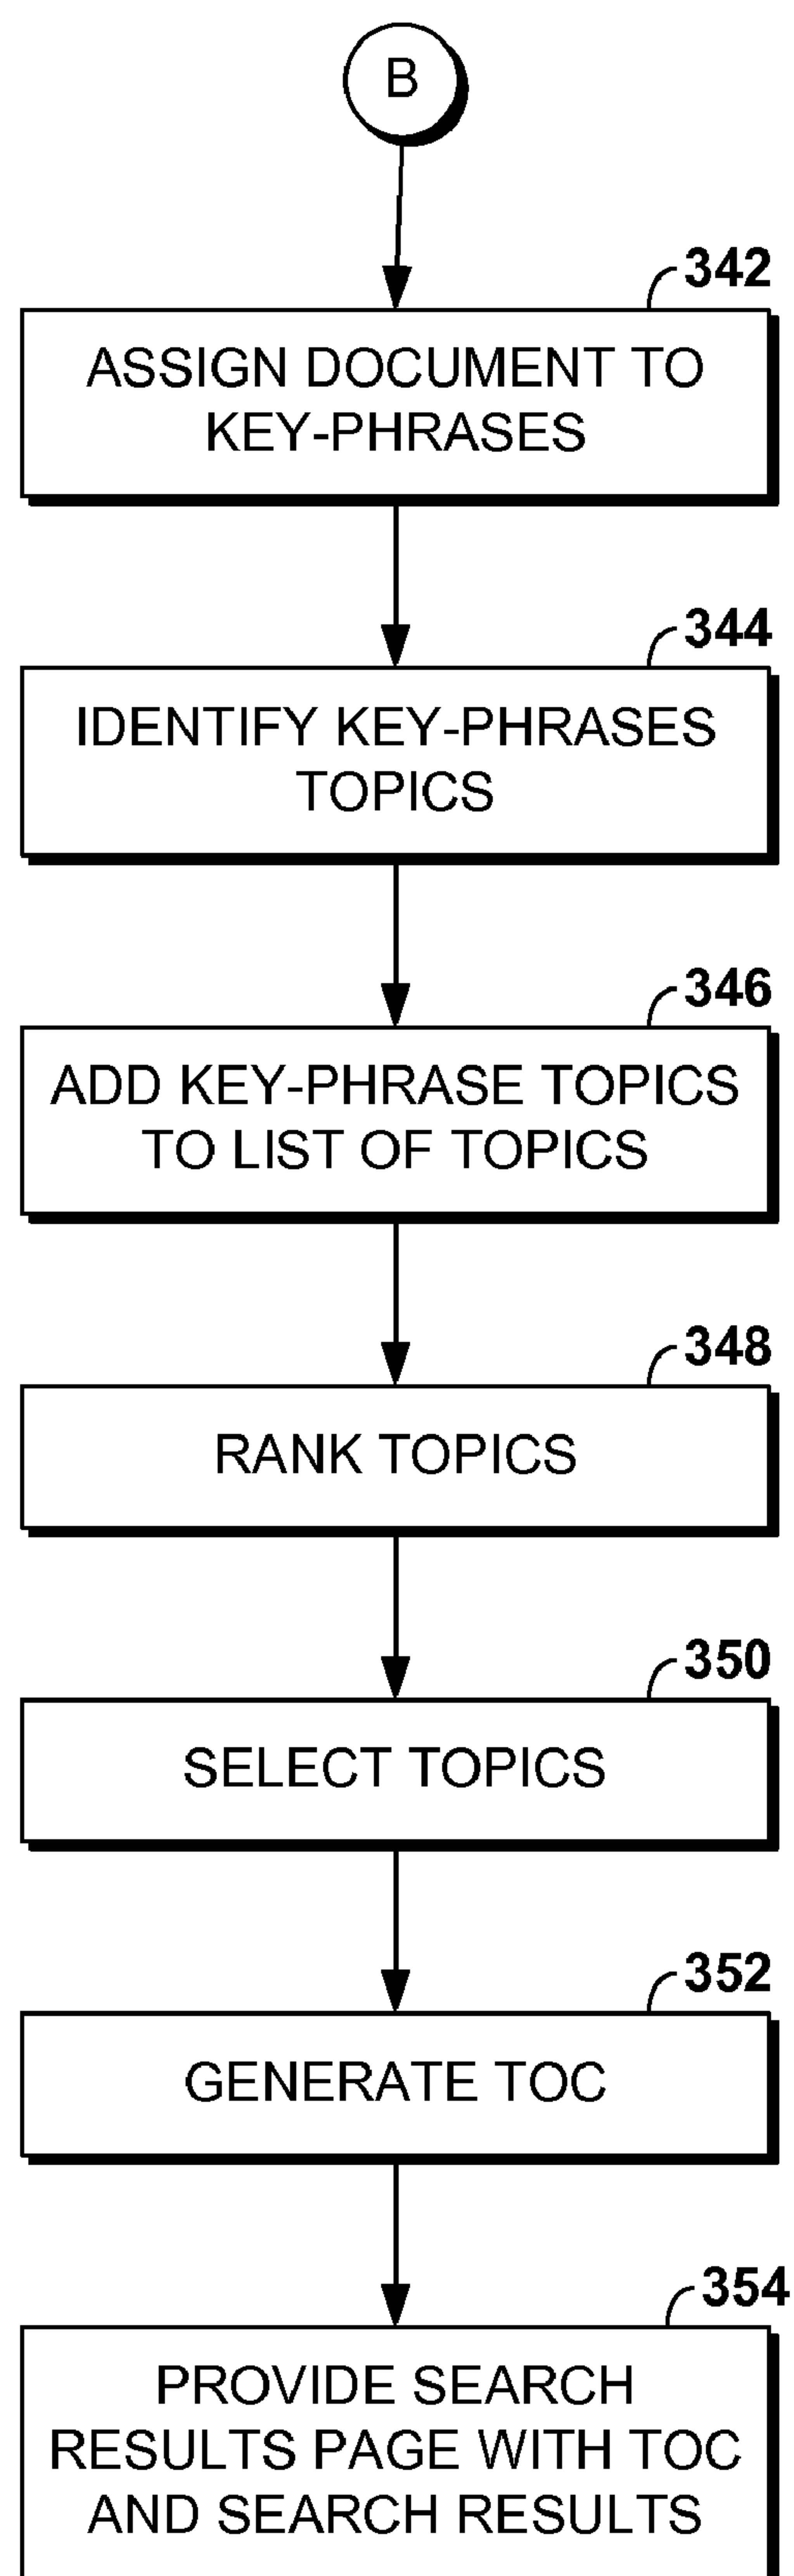 B
342
ASSIGN DOCUMENT TO
KEY-PHRASES
344
IDENTIFY KEY-PHRASES
TOPICS
346
ADD KEY-PHRASE TOPICS
TO LIST OF TOPICS
348
RANK TOPICS
350
SELECT TOPICS
352
GENERATE TOC
354
PROVIDE SEARCH
RESULTS PAGE WITH TOC
AND SEARCH RESULTS